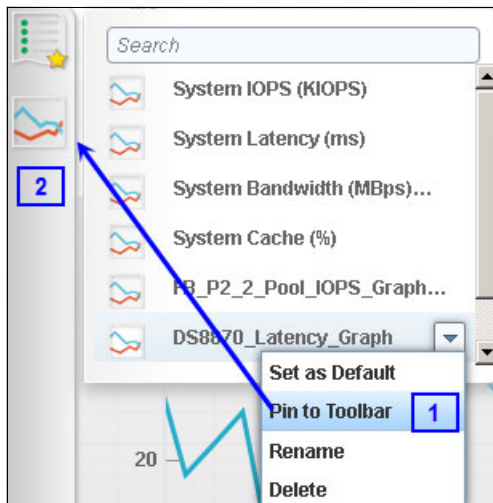 Search
System IOPS (KIOPS)
System Latency (ms)
2
System Bandwidth (MBps)...
System Cache (%)
FB_P2_2_Pool_IOPS_Graph...
DS8870_Latency_Graph
Set as Default
Pin to Toolbar 1
Rename
20
Delete